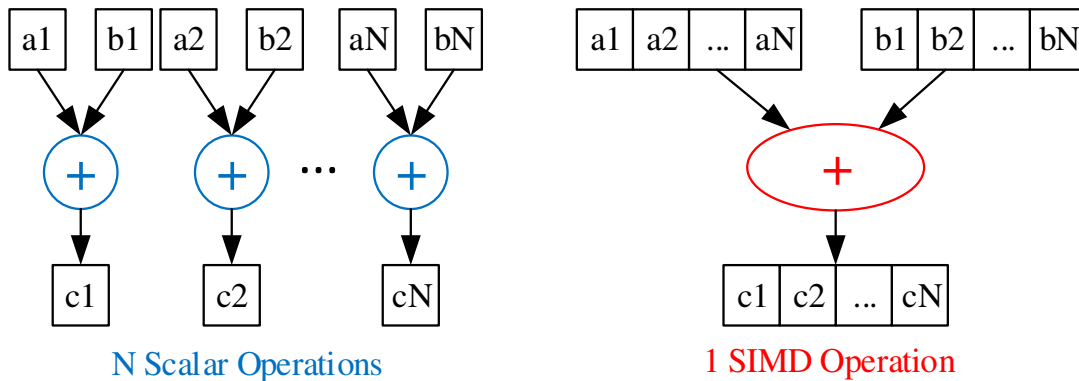 a1 b1 a2 b2 aN bN
a1 a2 ... aN b1 b2 ... bN
+ + ... +
+
c1 c2 cN
c1 c2 ... cN
N Scalar Operations
1 SIMD Operation